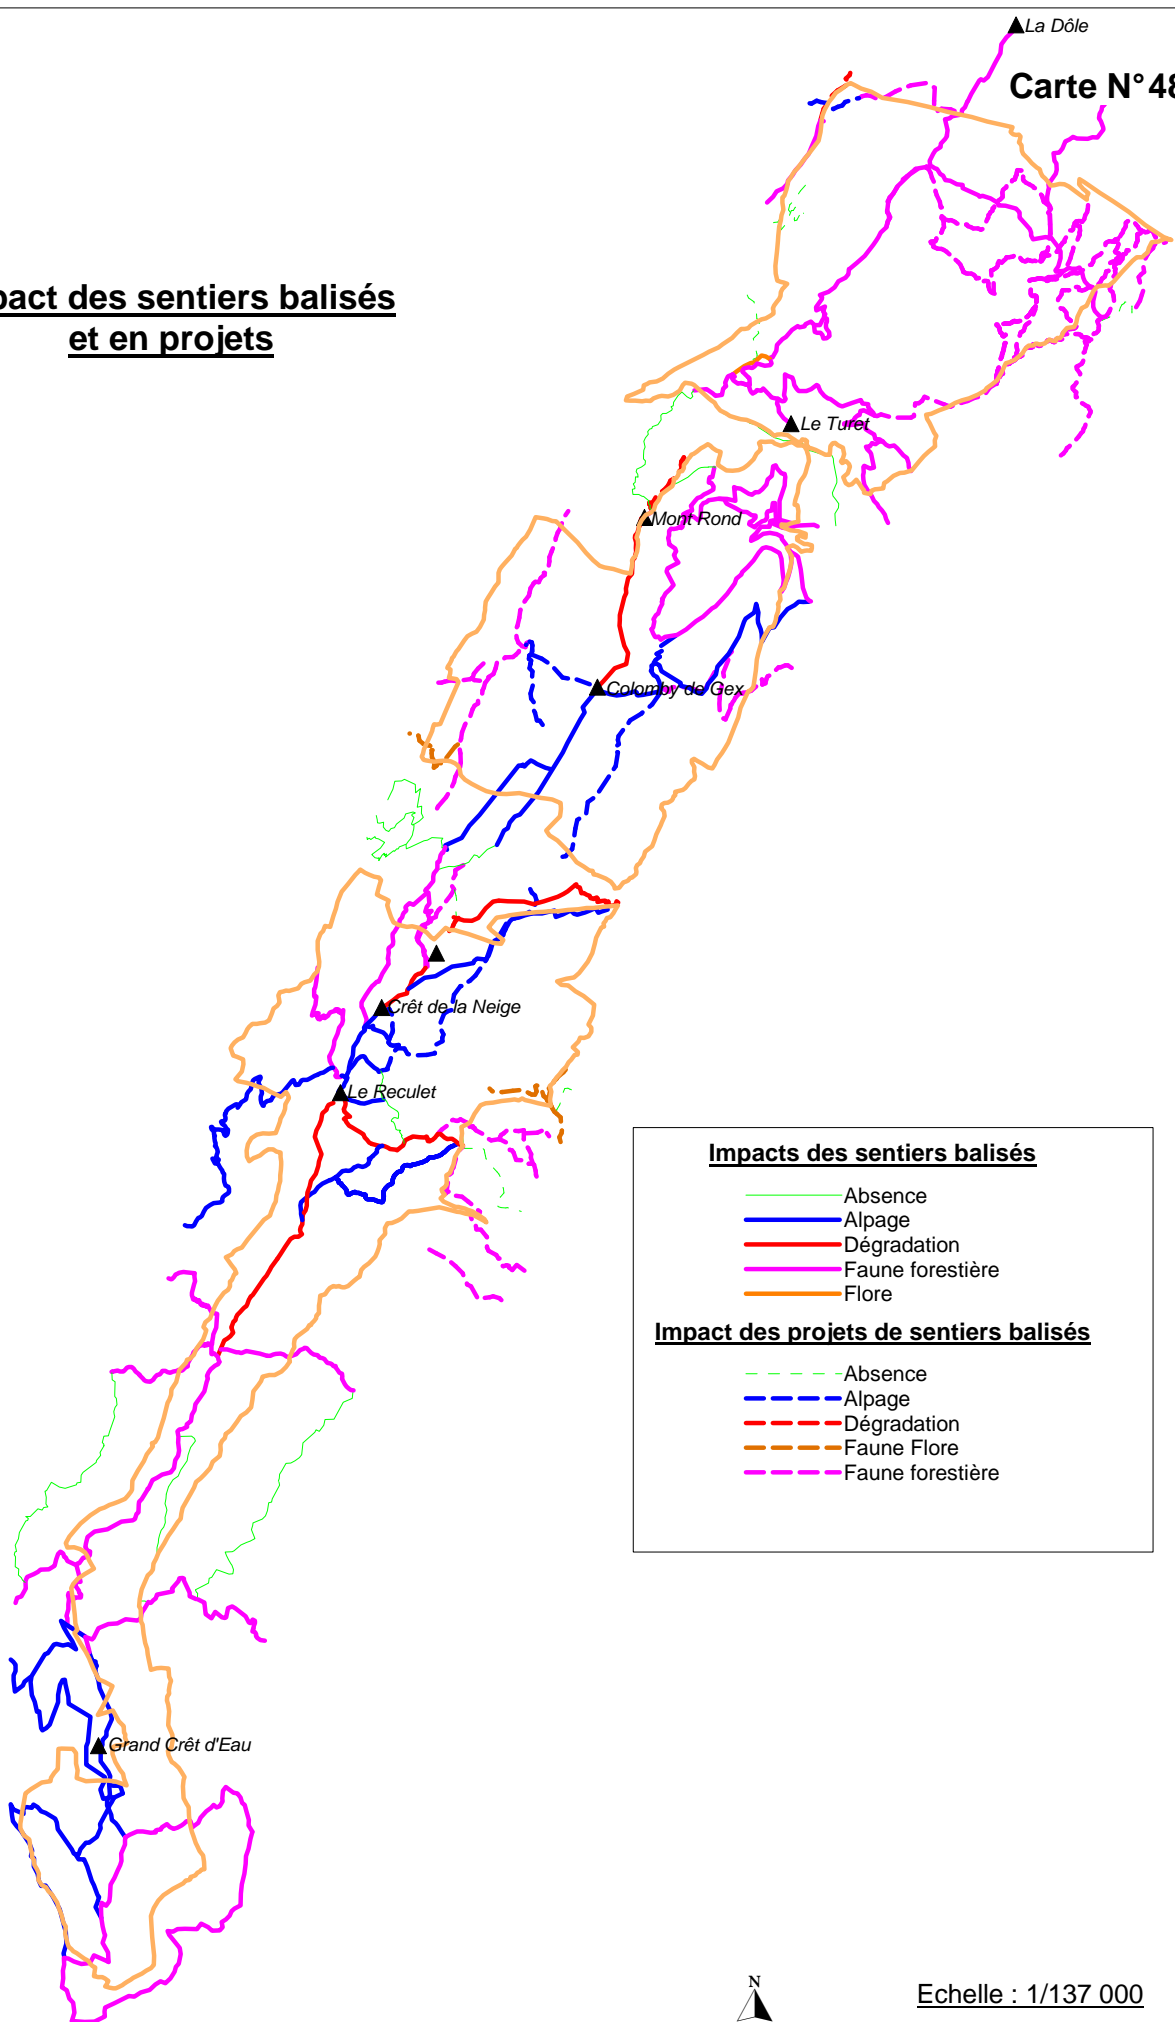 La Dôle
Carte N°48
pact des sentiers balisés
et en projets
Le Turet
Mont Rond
Colomby de Gex
Crêt de la Neige
Le Reculet
Impacts des sentiers balisés
Absence
Alpage
Dégradation
Faune forestière
Flore
Impact des projets de sentiers balisés
Absence
Alpage
Dégradation
Faune Flore
Faune forestière
Grand Crêt d'Eau
N
Echelle : 1/137 000